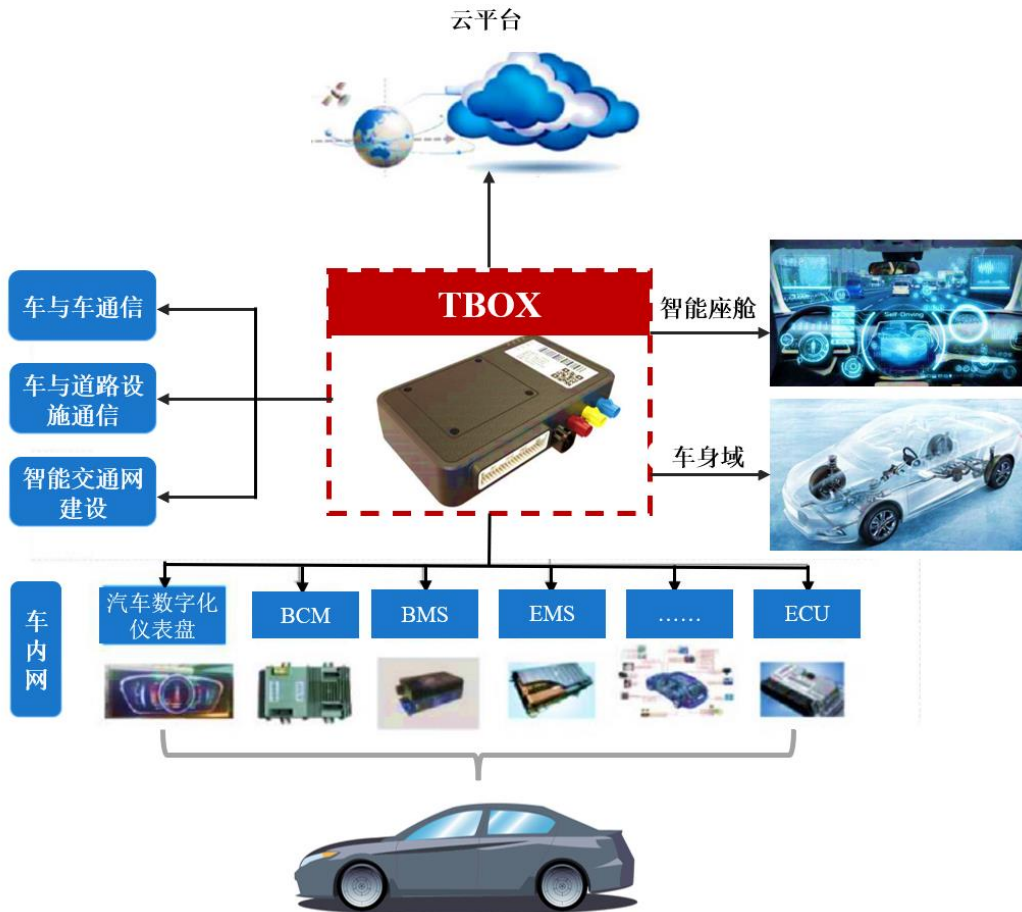 云平台
TBOX
车与车通信
车与道路设
施通信
智能交通网
建设
智能座舱
Self-Driving
车身域
车内网
汽车数字化
仪表盘
BCM
BMS
EMS
……
ECU